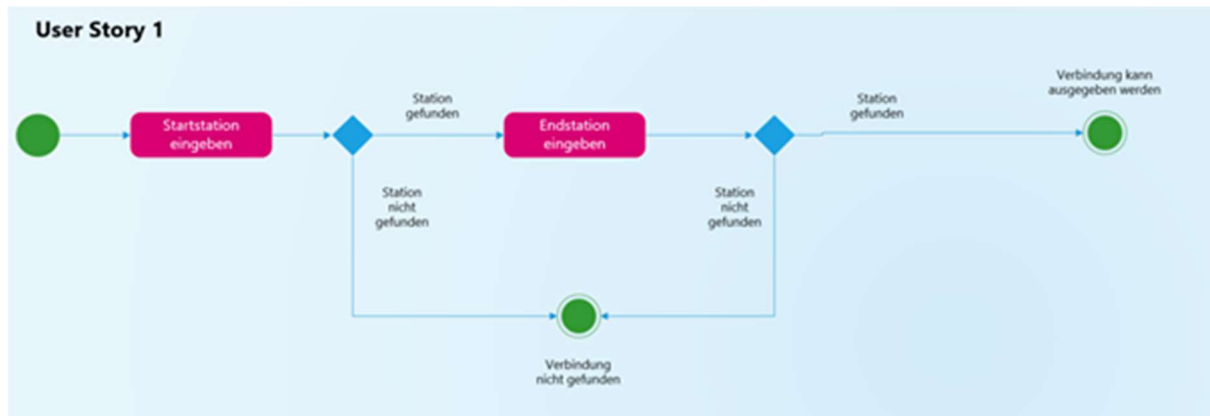 User Story 1
Verbindung kann
ausgegeben werden
Station
gefunden
Station
gefunden
Startstation
eingeben
Endstation
eingeben
Station
nicht
gefunden
Station
nicht
gefunden
Verbindung
nicht gefunden